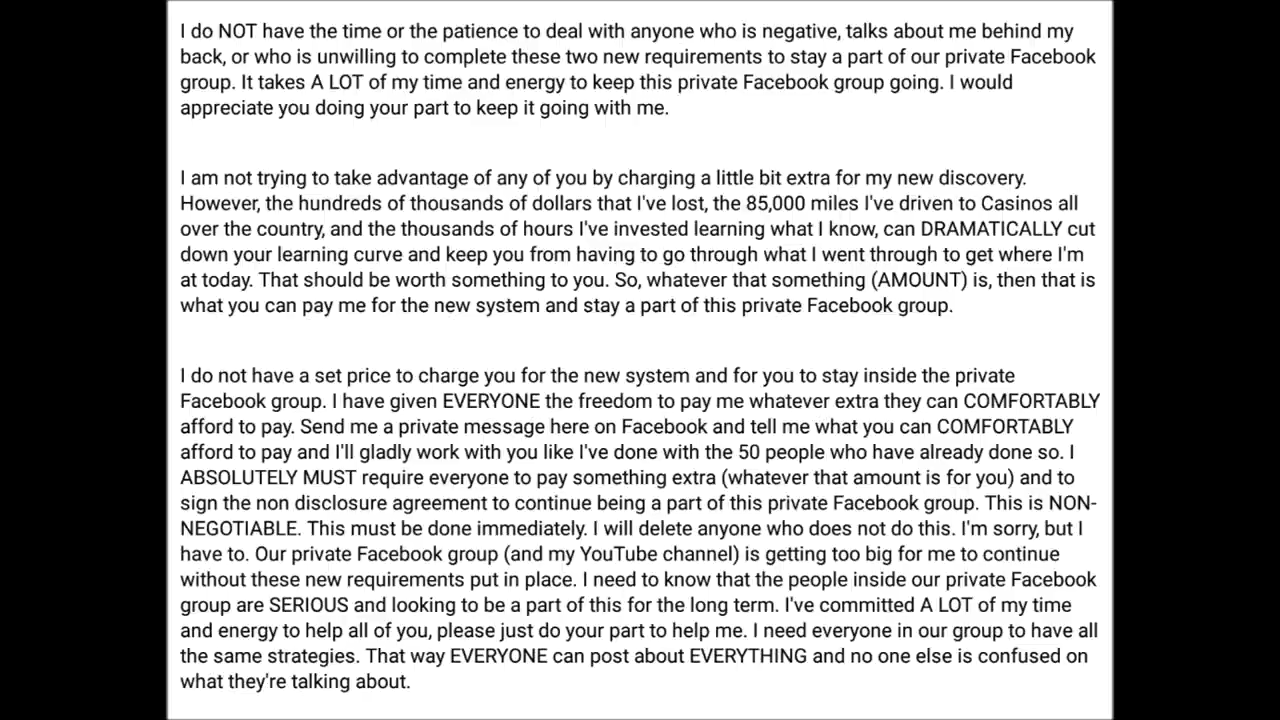 I do NOT have the time or the patience to deal with anyone who is negative, talks about me behind my
back, or who is unwilling to complete these two new requirements to stay a part of our private Facebook
group. It takes A LOT of my time and energy to keep this private Facebook group going. I would
appreciate you doing your part to keep it going with me.
I am not trying to take advantage of any of you by charging a little bit extra for my new discovery.
However, the hundreds of thousands of dollars that I've lost, the 85,000 miles I've driven to Casinos all
over the country, and the thousands of hours I've invested learning what I know, can DRAMATICALLY cut
down your learning curve and keep you from having to go through what I went through to get where I'm
at today. That should be worth something to you. So, whatever that something (AMOUNT) is, then that is
what you can pay me for the new system and stay a part of this private Facebook group.
I do not have a set price to charge you for the new system and for you to stay inside the private
Facebook group. I have given EVERYONE the freedom to pay me whatever extra they can COMFORTABLY
afford to pay. Send me a private message here on Facebook and tell me what you can COMFORTABLY
afford to pay and I'll gladly work with you like I've done with the 50 people who have already done so. I
ABSOLUTELY MUST require everyone to pay something extra (whatever that amount is for you) and to
sign the non disclosure agreement to continue being a part of this private Facebook group. This is NON-
NEGOTIABLE. This must be done immediately. I will delete anyone who does not do this. I'm sorry, but I
have to. Our private Facebook group (and my YouTube channel) is getting too big for me to continue
without these new requirements put in place. I need to know that the people inside our private Facebook
group are SERIOUS and looking to be a part of this for the long term. I've committed A LOT of my time
and energy to help all of you, please just do your part to help me. I need everyone in our group to have all
the same strategies. That way EVERYONE can post about EVERYTHING and no one else is confused on
what they're talking about.